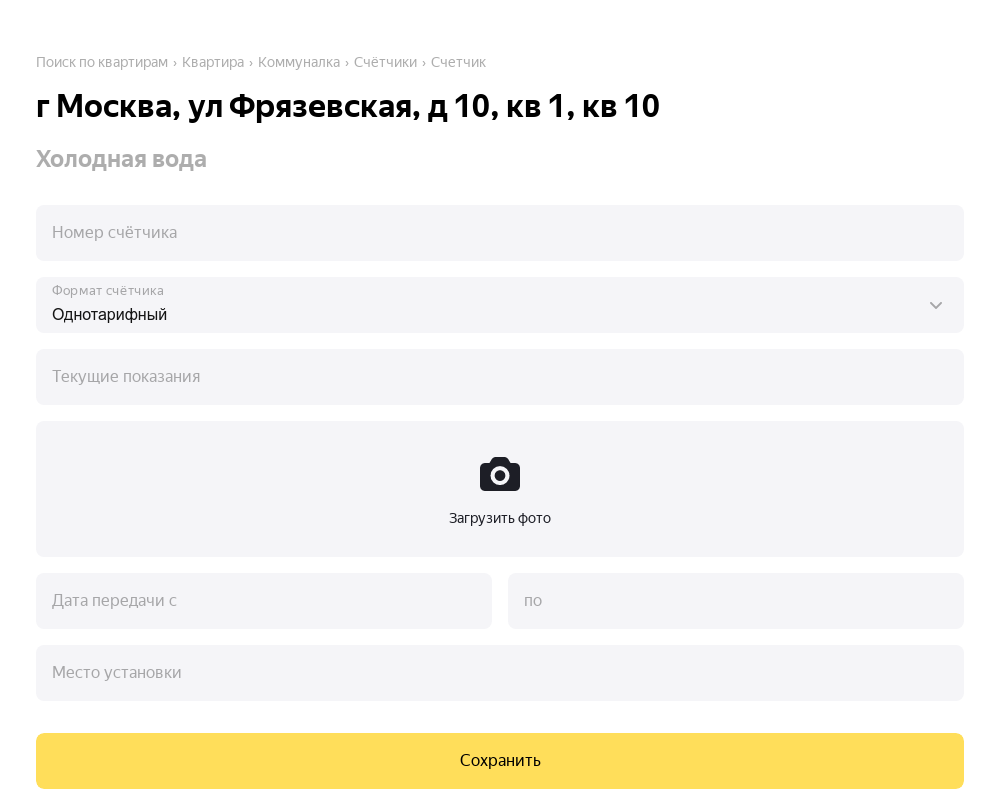 Поиск по квартирам › Квартира › Коммуналка › Счётчики › Счетчик
г Москва, ул Фрязевская, д 10, кв 1, кв 10
Холодная вода
Номер счётчика
Формат счётчика
Однотарифный
Текущие показания
Загрузить фото
Дата передачи с
по
Место установки
Сохранить